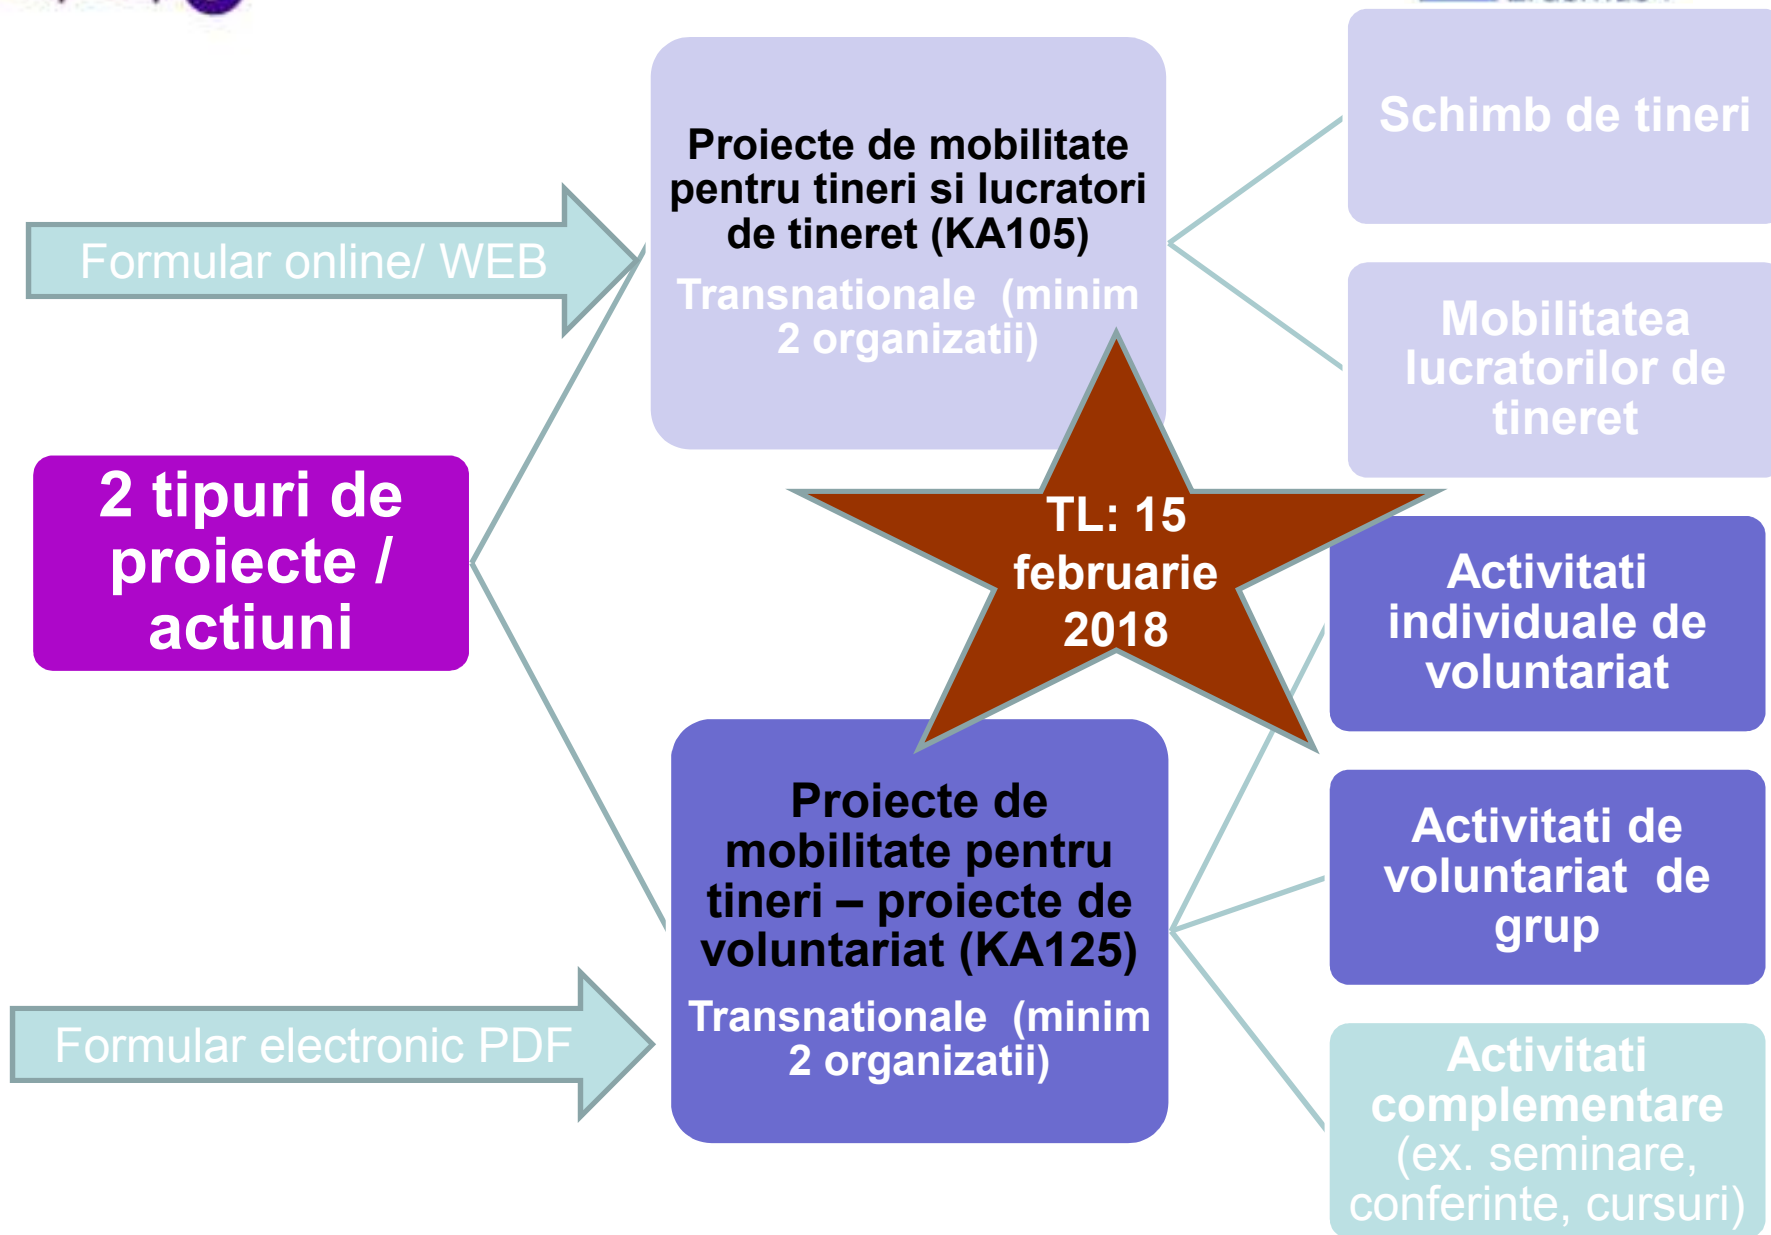 Formular online/ WEB
2 tipuri de
proiecte /
actiuni
Formular electronic PDF
Proiecte de mobilitate
pentru tineri si lucratori
de tineret (KA105)
Transnationale  (minim
2 organizatii)
TL: 15
februarie
2018
Proiecte de
mobilitate pentru
tineri – proiecte de
voluntariat (KA125)
Transnationale  (minim
2 organizatii)
Schimb de tineri
Mobilitatea
lucratorilor de
tineret
Activitati
individuale de
voluntariat
Activitati de
voluntariat  de
grup
Activitati
complementare
(ex. seminare,
conferinte, cursuri)